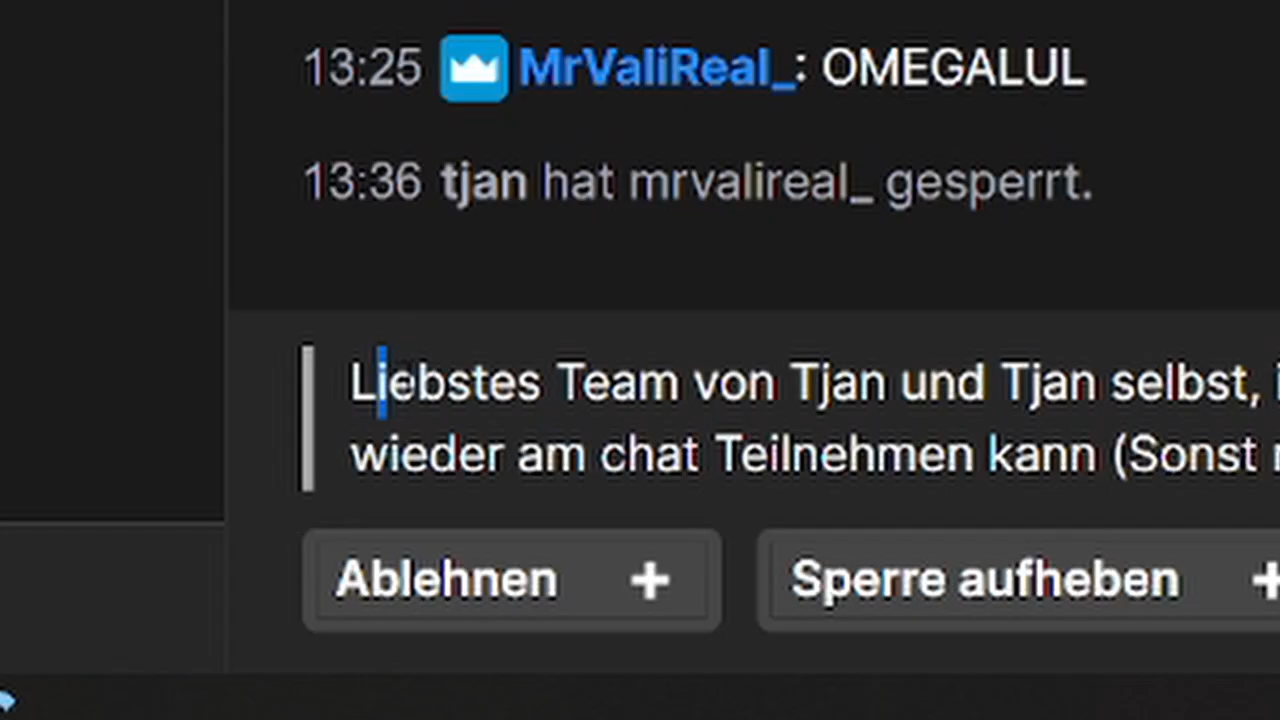 13:25 MrValiReal_: OMEGALUL
13:36 tjan hat mrvalireal_ gesperrt.
Liebstes Team von Tjan und Tjan selbst,
wieder am chat Teilnehmen kann (Sonst
Ablehnen + Sperre aufheben +